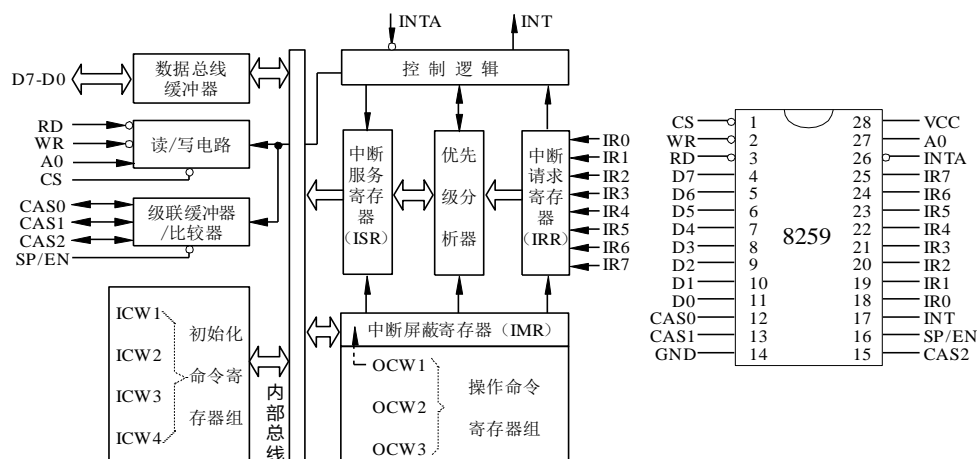 INTA
INT
控 制 逻 辑
D7-D0
数据总线
缓冲器
RD
WR
A0
CS
读/写电路
CAS0
CAS1
CAS2
SP/EN
级联缓冲器
/比较器
中断
服务
寄存
器
(ISR)
优先
级分
析器
中断
请求
寄存
器
(IRR)
IR0
IR1
IR2
IR3
IR4
IR5
IR6
IR7
ICW1
ICW2
ICW3
ICW4
初始化
命令寄
存器组
内部总线
中断屏蔽寄存器(IMR)
OCW1
OCW2
OCW3
操作命令
寄存器组
8259
CS 1 28 VCC
WR 2 27 A0
RD 3 26 INTA
D7 4 25 IR7
D6 5 24 IR6
D5 6 23 IR5
D4 7 22 IR4
D3 8 21 IR3
D2 9 20 IR2
D1 10 19 IR1
D0 11 18 IR0
CAS0 12 17 INT
CAS1 13 16 SP/EN
GND 14 15 CAS2